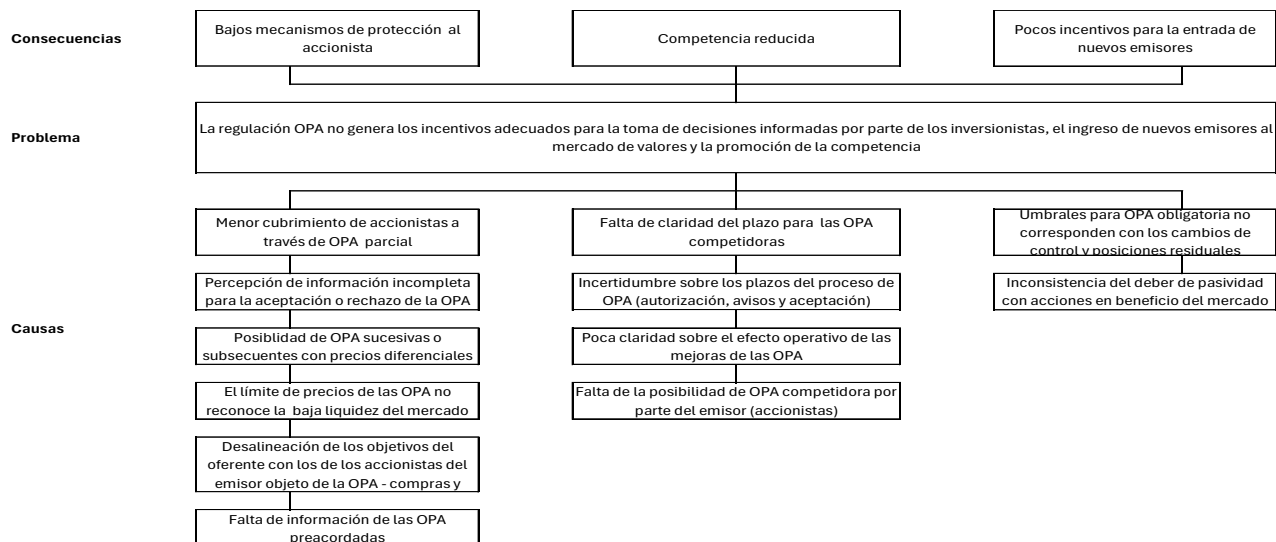 Consecuencias
Bajos mecanismos de protección al
accionista
Competencia reducida
Pocos incentivos para la entrada de
nuevos emisores
Problema
La regulación OPA no genera los incentivos adecuados para la toma de decisiones informadas por parte de los inversionistas, el ingreso de nuevos emisores al
mercado de valores y la promoción de la competencia
Causas
Menor cubrimiento de accionistas a
través de OPA parcial
Percepción de información incompleta
para la aceptación o rechazo de la OPA
Posiblidad de OPA sucesivas o
subsecuentes con precios diferenciales
El límite de precios de las OPA no
reconoce la baja liquidez del mercado
Desalineación de los objetivos del
oferente con los de los accionistas del
emisor objeto de la OPA - compras y
Falta de información de las OPA
preacordadas
Falta de claridad del plazo para las OPA
competidoras
Incertidumbre sobre los plazos del proceso de
OPA (autorización, avisos y aceptación)
Poca claridad sobre el efecto operativo de las
mejoras de las OPA
Falta de la posibilidad de OPA competidora por
parte del emisor (accionistas)
Umbrales para OPA obligatoria no
corresponden con los cambios de
control y posiciones residuales
Inconsistencia del deber de pasividad
con acciones en beneficio del mercado